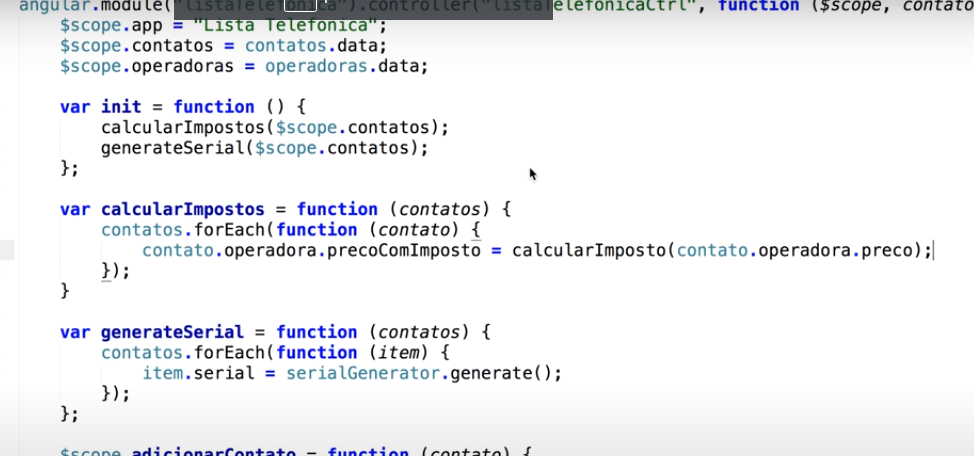 angular.module("listaTelefonica").controller("listaTelefonicaCtrl", function ($scope, contato
$scope.app = "Lista Telefonica";
$scope.contatos = contatos.data;
$scope.operadoras = operadoras.data;
var init = function () {
calcularImpostos($scope.contatos);
generateSerial($scope.contatos);
};
var calcularImpostos = function (contatos) {
contatos.forEach(function (contato) {
contato.operadora.precoComImposto = calcularImposto(contato.operadora.preco);
});
}
var generateSerial = function (contatos) {
contatos.forEach(function (item) {
item.serial = serialGenerator.generate();
});
};
$scope.adicionarContato = function (contato) {